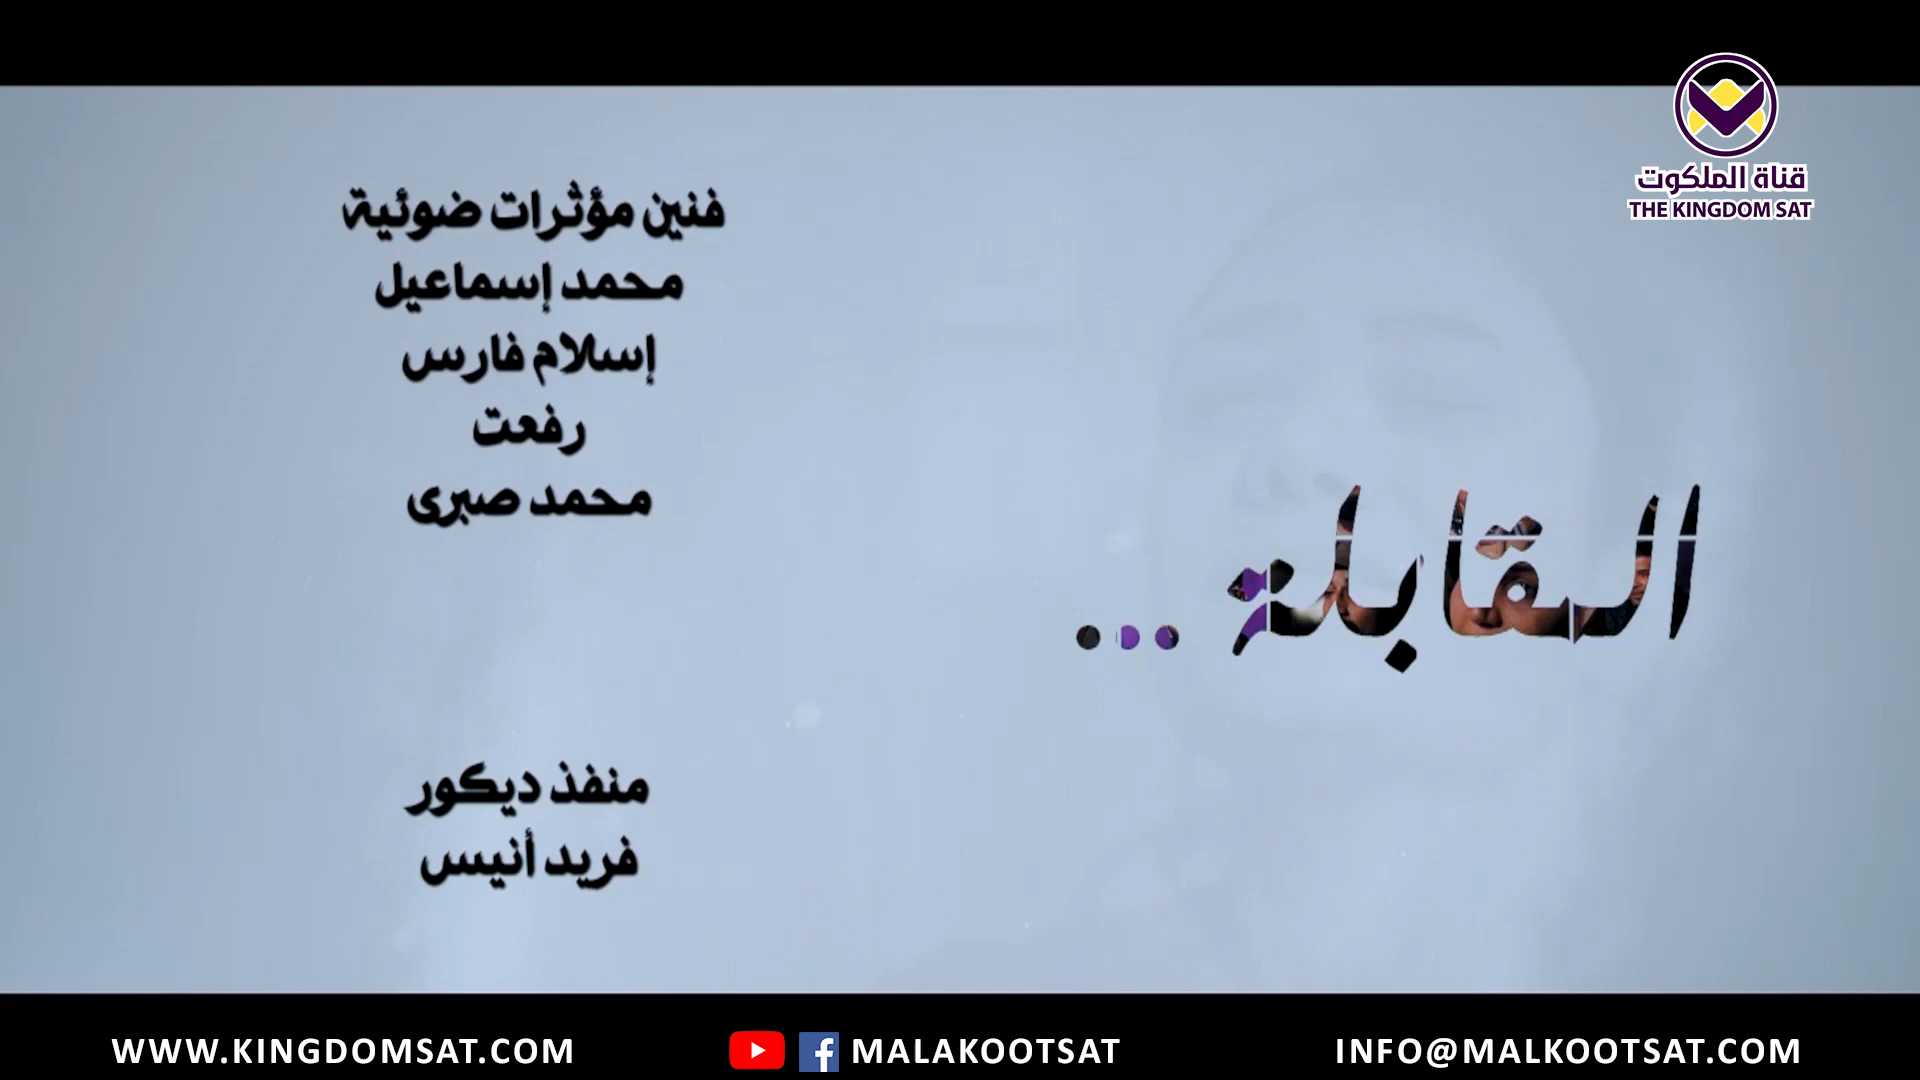 قناة الملكوت
THE KINGDOM SAT
فنين مؤثرات ضوئية
محمد إسماعيل
إسلام فارس
رفعت
محمد صبرى
المقابلة ...
منفذ ديكور
فريد أنيس
WWW.KINGDOMSAT.COM
MALAKOOTSAT
INFO@MALKOOTSAT.COM